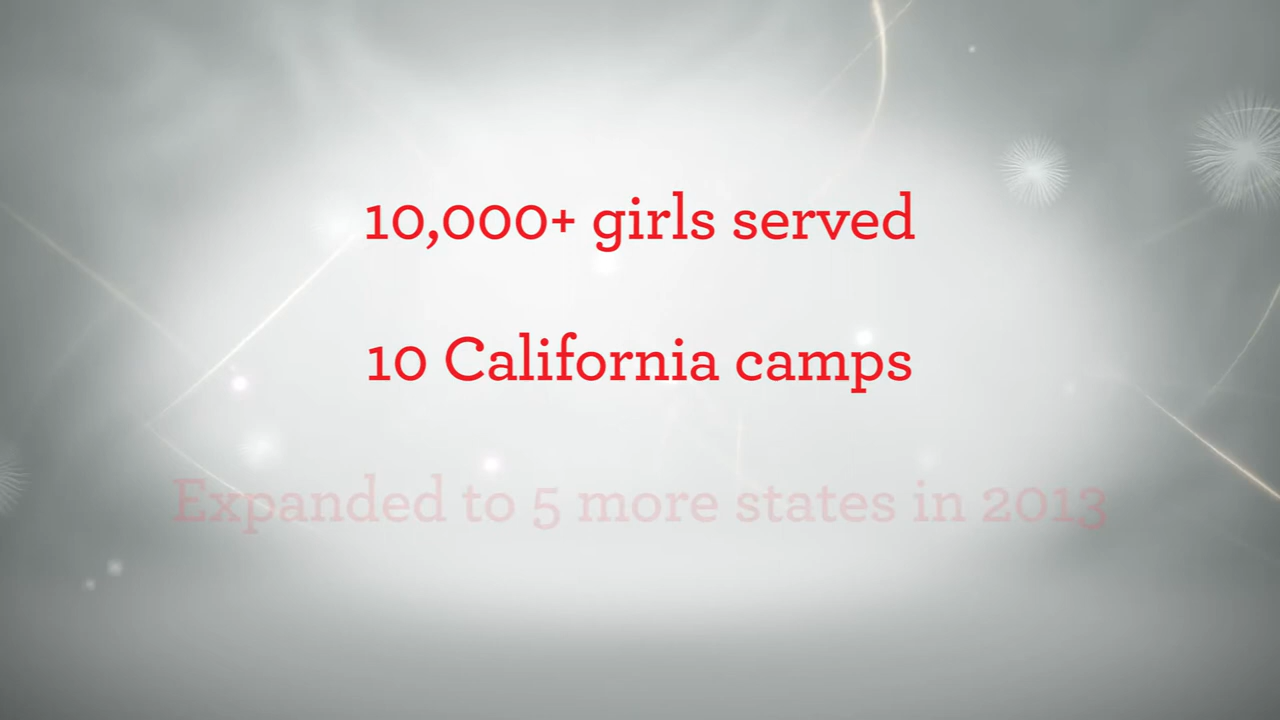 10,000+ girls served
10 California camps
Expanded to 5 more states in 2013